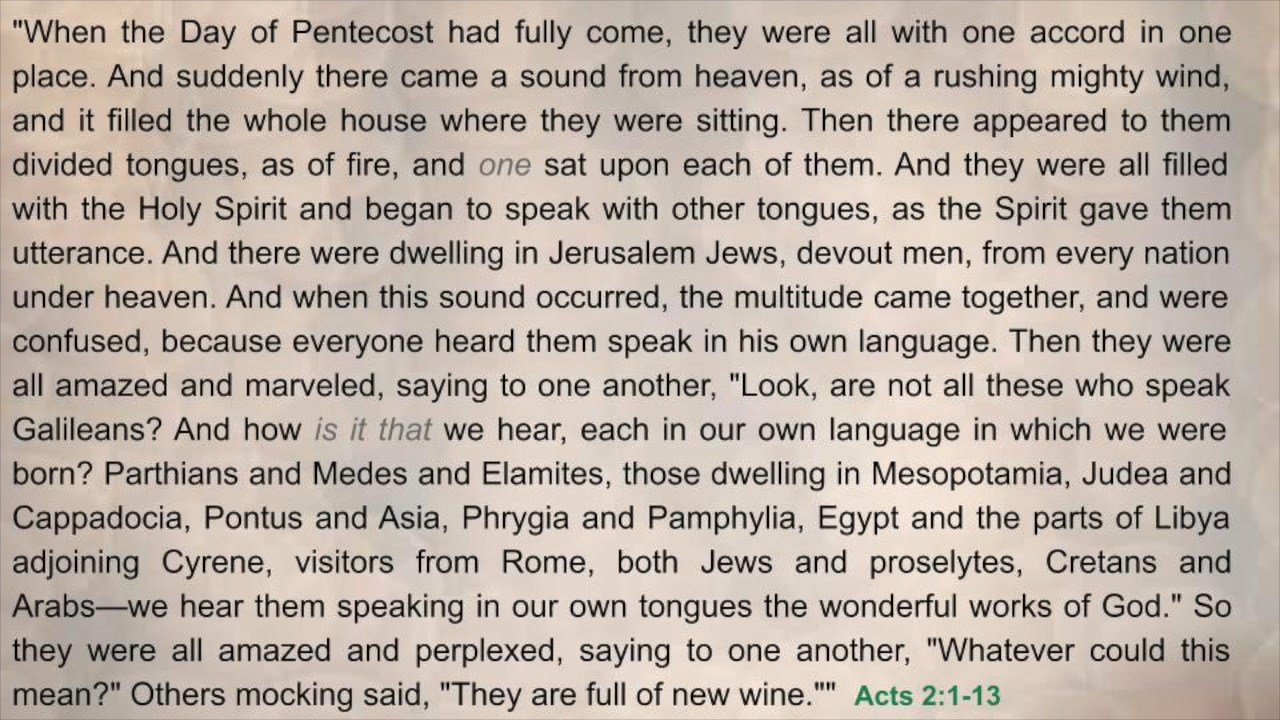 "When the Day of Pentecost had fully come, they were all with one accord in one
place. And suddenly there came a sound from heaven, as of a rushing mighty wind,
and it filled the whole house where they were sitting. Then there appeared to them
divided tongues, as of fire, and one sat upon each of them. And they were all filled
with the Holy Spirit and began to speak with other tongues, as the Spirit gave them
utterance. And there were dwelling in Jerusalem Jews, devout men, from every nation
under heaven. And when this sound occurred, the multitude came together, and were
confused, because everyone heard them speak in his own language. Then they were
all amazed and marveled, saying to one another, "Look, are not all these who speak
Galileans? And how is it that we hear, each in our own language in which we were
born? Parthians and Medes and Elamites, those dwelling in Mesopotamia, Judea and
Cappadocia, Pontus and Asia, Phrygia and Pamphylia, Egypt and the parts of Libya
adjoining Cyrene, visitors from Rome, both Jews and proselytes, Cretans and
Arabs—we hear them speaking in our own tongues the wonderful works of God." So
they were all amazed and perplexed, saying to one another, "Whatever could this
mean?" Others mocking said, "They are full of new wine."" Acts 2:1-13